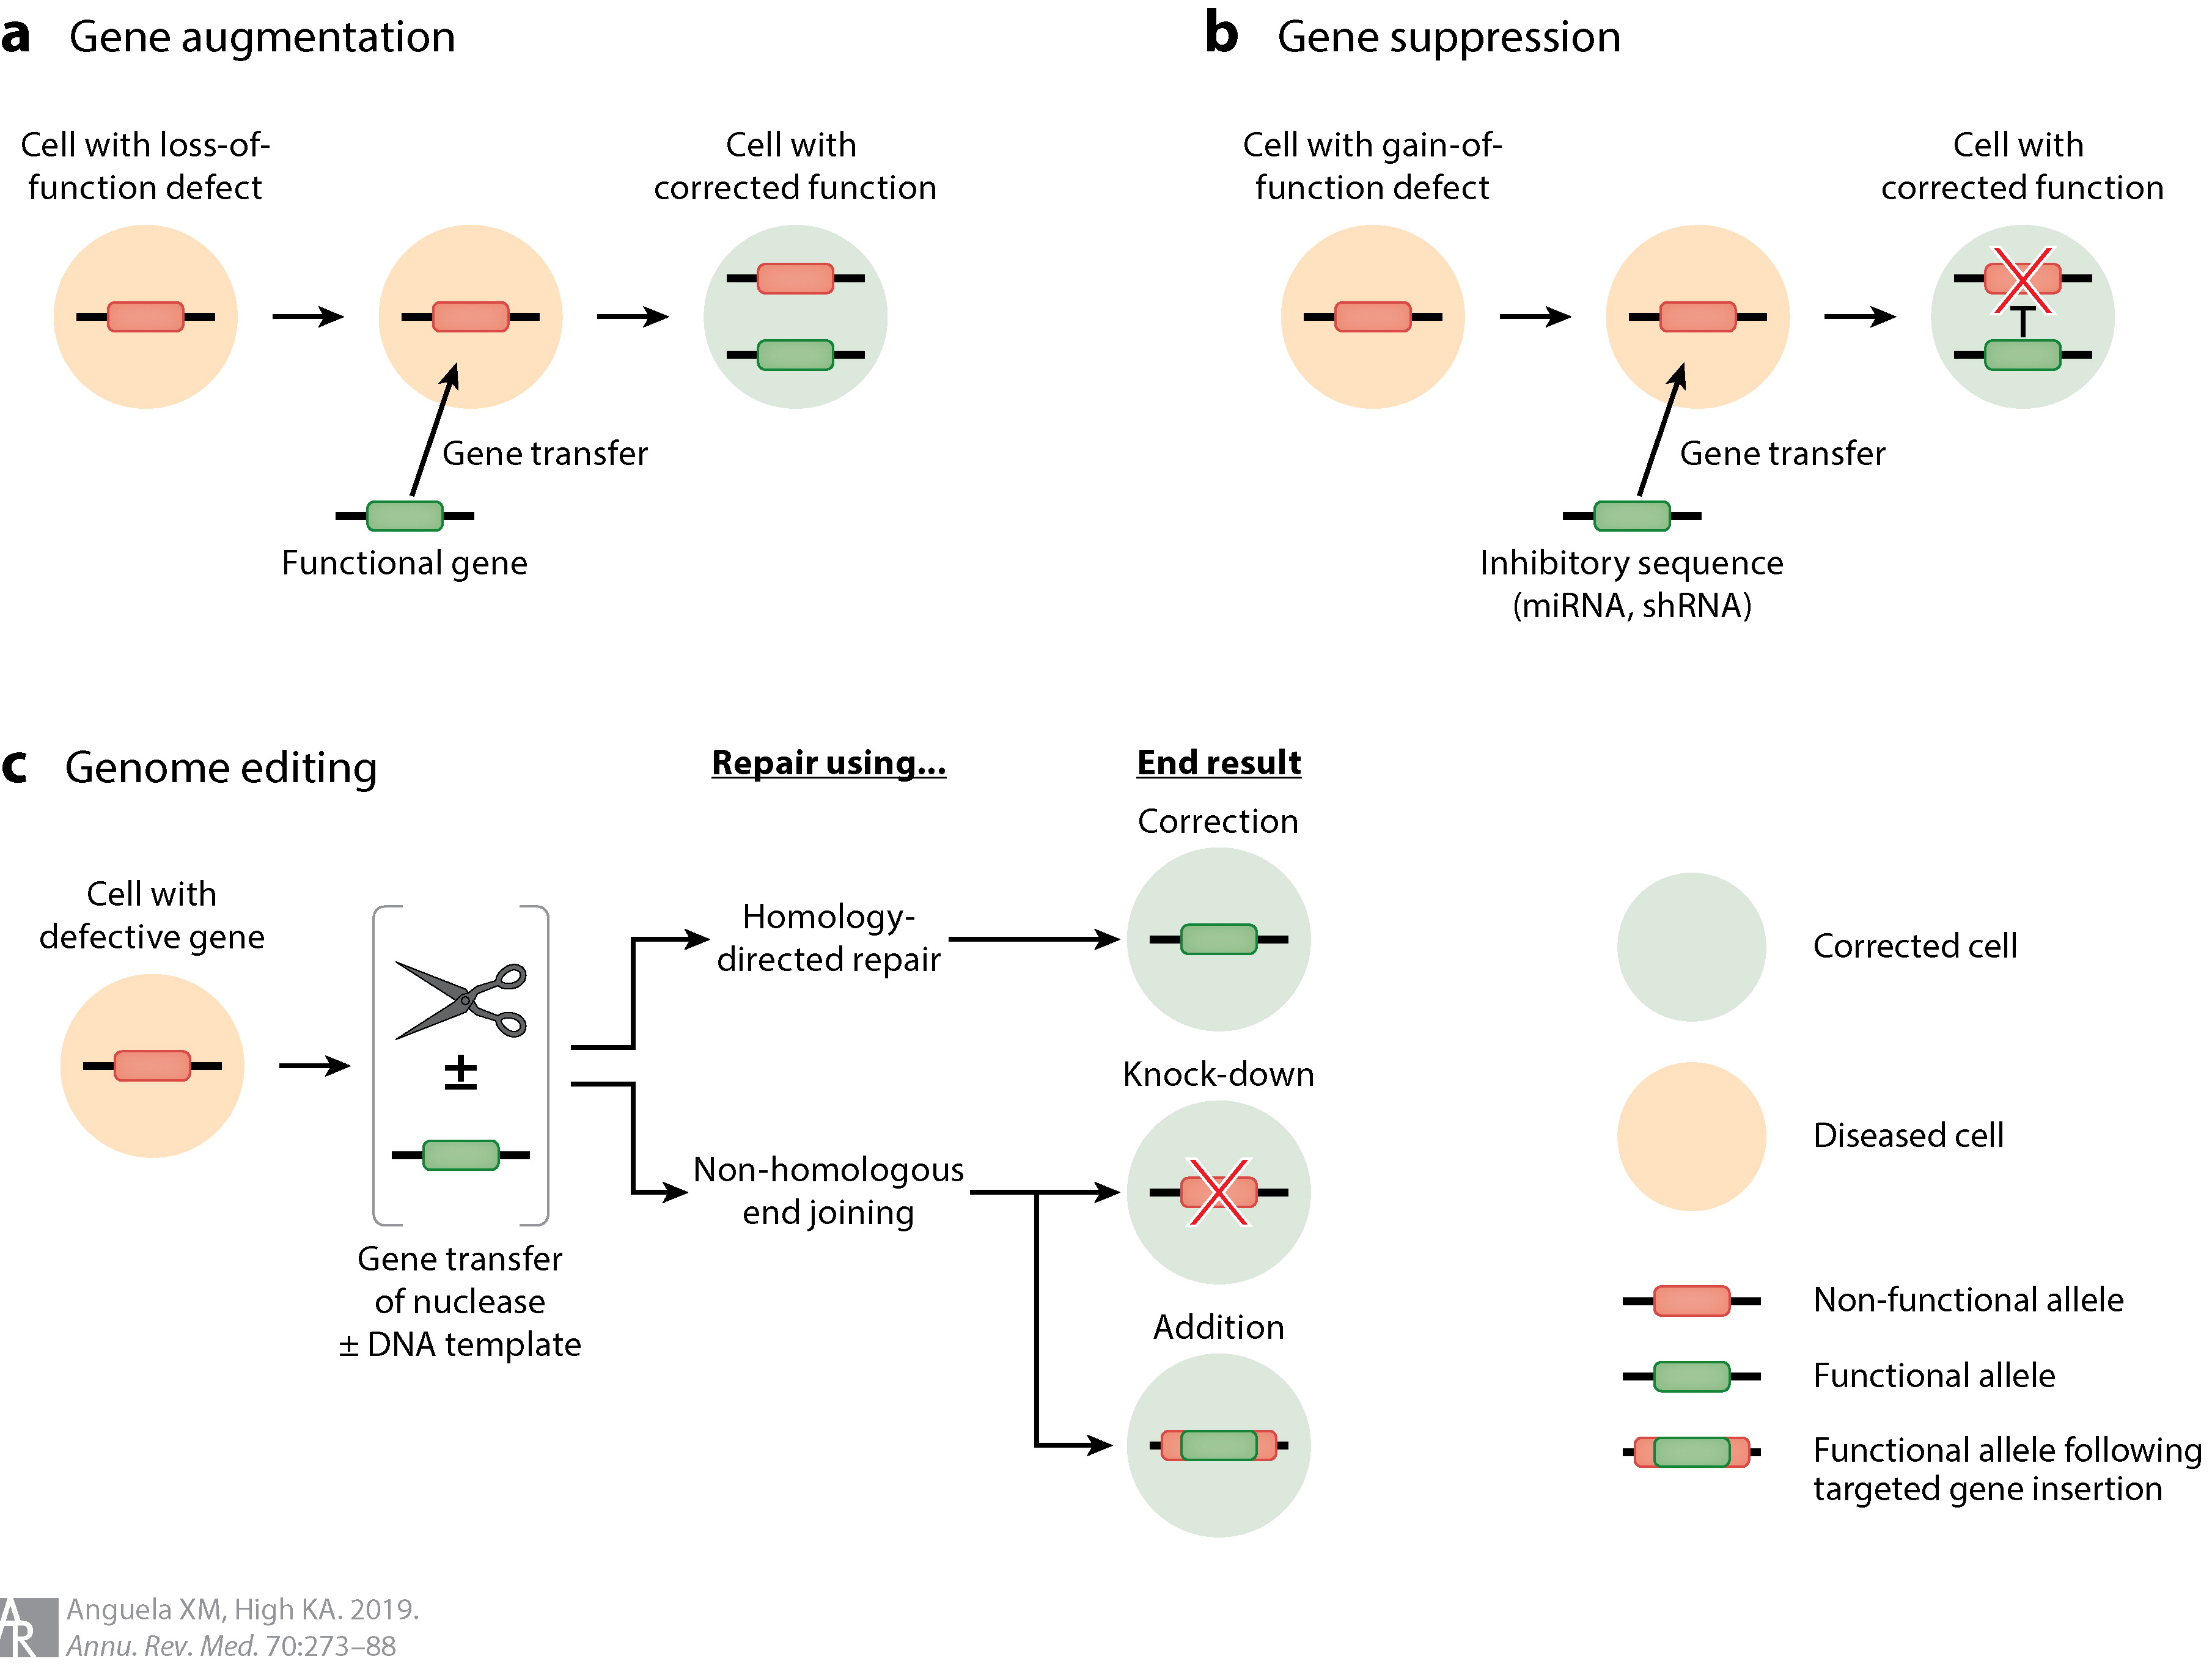 a Gene augmentation
Cell with loss-of-
function defect
Cell with
corrected function
Gene transfer
Functional gene
b Gene suppression
Cell with gain-of-
function defect
Cell with
corrected function
Gene transfer
Inhibitory sequence
(miRNA, shRNA)
c Genome editing
Repair using...
End result
Cell with
defective gene
±
Gene transfer
of nuclease
± DNA template
Homology-
directed repair
Non-homologous
end joining
Correction
Knock-down
Addition
Corrected cell
Diseased cell
Non-functional allele
Functional allele
Functional allele following
targeted gene insertion
AR
Anguela XM, High KA. 2019.
Annu. Rev. Med. 70:273–88